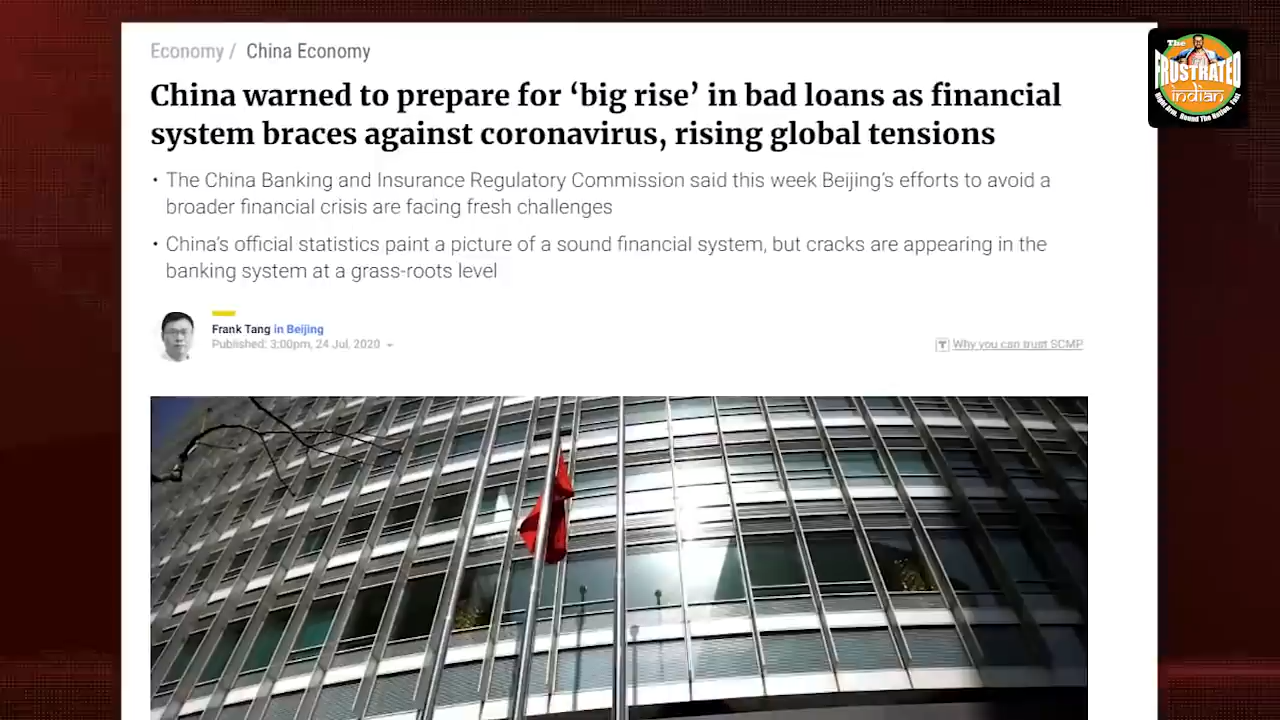 Economy / China Economy
China warned to prepare for ‘big rise’ in bad loans as financial
system braces against coronavirus, rising global tensions
• The China Banking and Insurance Regulatory Commission said this week Beijing’s efforts to avoid a
broader financial crisis are facing fresh challenges
• China’s official statistics paint a picture of a sound financial system, but cracks are appearing in the
banking system at a grass-roots level
Frank Tang in Beijing
Published: 3:00pm, 24 Jul, 2020
Why you can trust SCMP
The
FRUSTRATED
indian